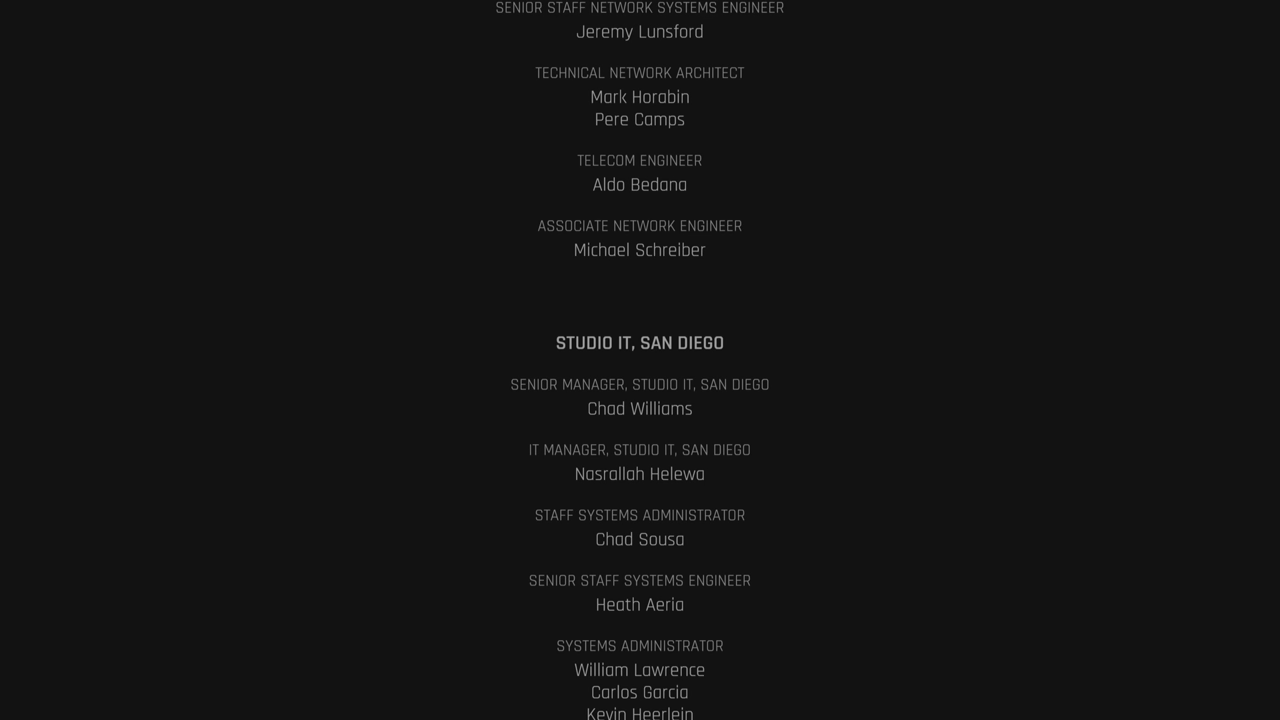 SENIOR STAFF NETWORK SYSTEMS ENGINEER
Jeremy Lunsford
TECHNICAL NETWORK ARCHITECT
Mark Horabin
Pere Camps
TELECOM ENGINEER
Aldo Bedana
ASSOCIATE NETWORK ENGINEER
Michael Schreiber
STUDIO IT, SAN DIEGO
SENIOR MANAGER, STUDIO IT, SAN DIEGO
Chad Williams
IT MANAGER, STUDIO IT, SAN DIEGO
Nasrallah Helewa
STAFF SYSTEMS ADMINISTRATOR
Chad Sousa
SENIOR STAFF SYSTEMS ENGINEER
Heath Aeria
SYSTEMS ADMINISTRATOR
William Lawrence
Carlos Garcia
Kevin Heerlein